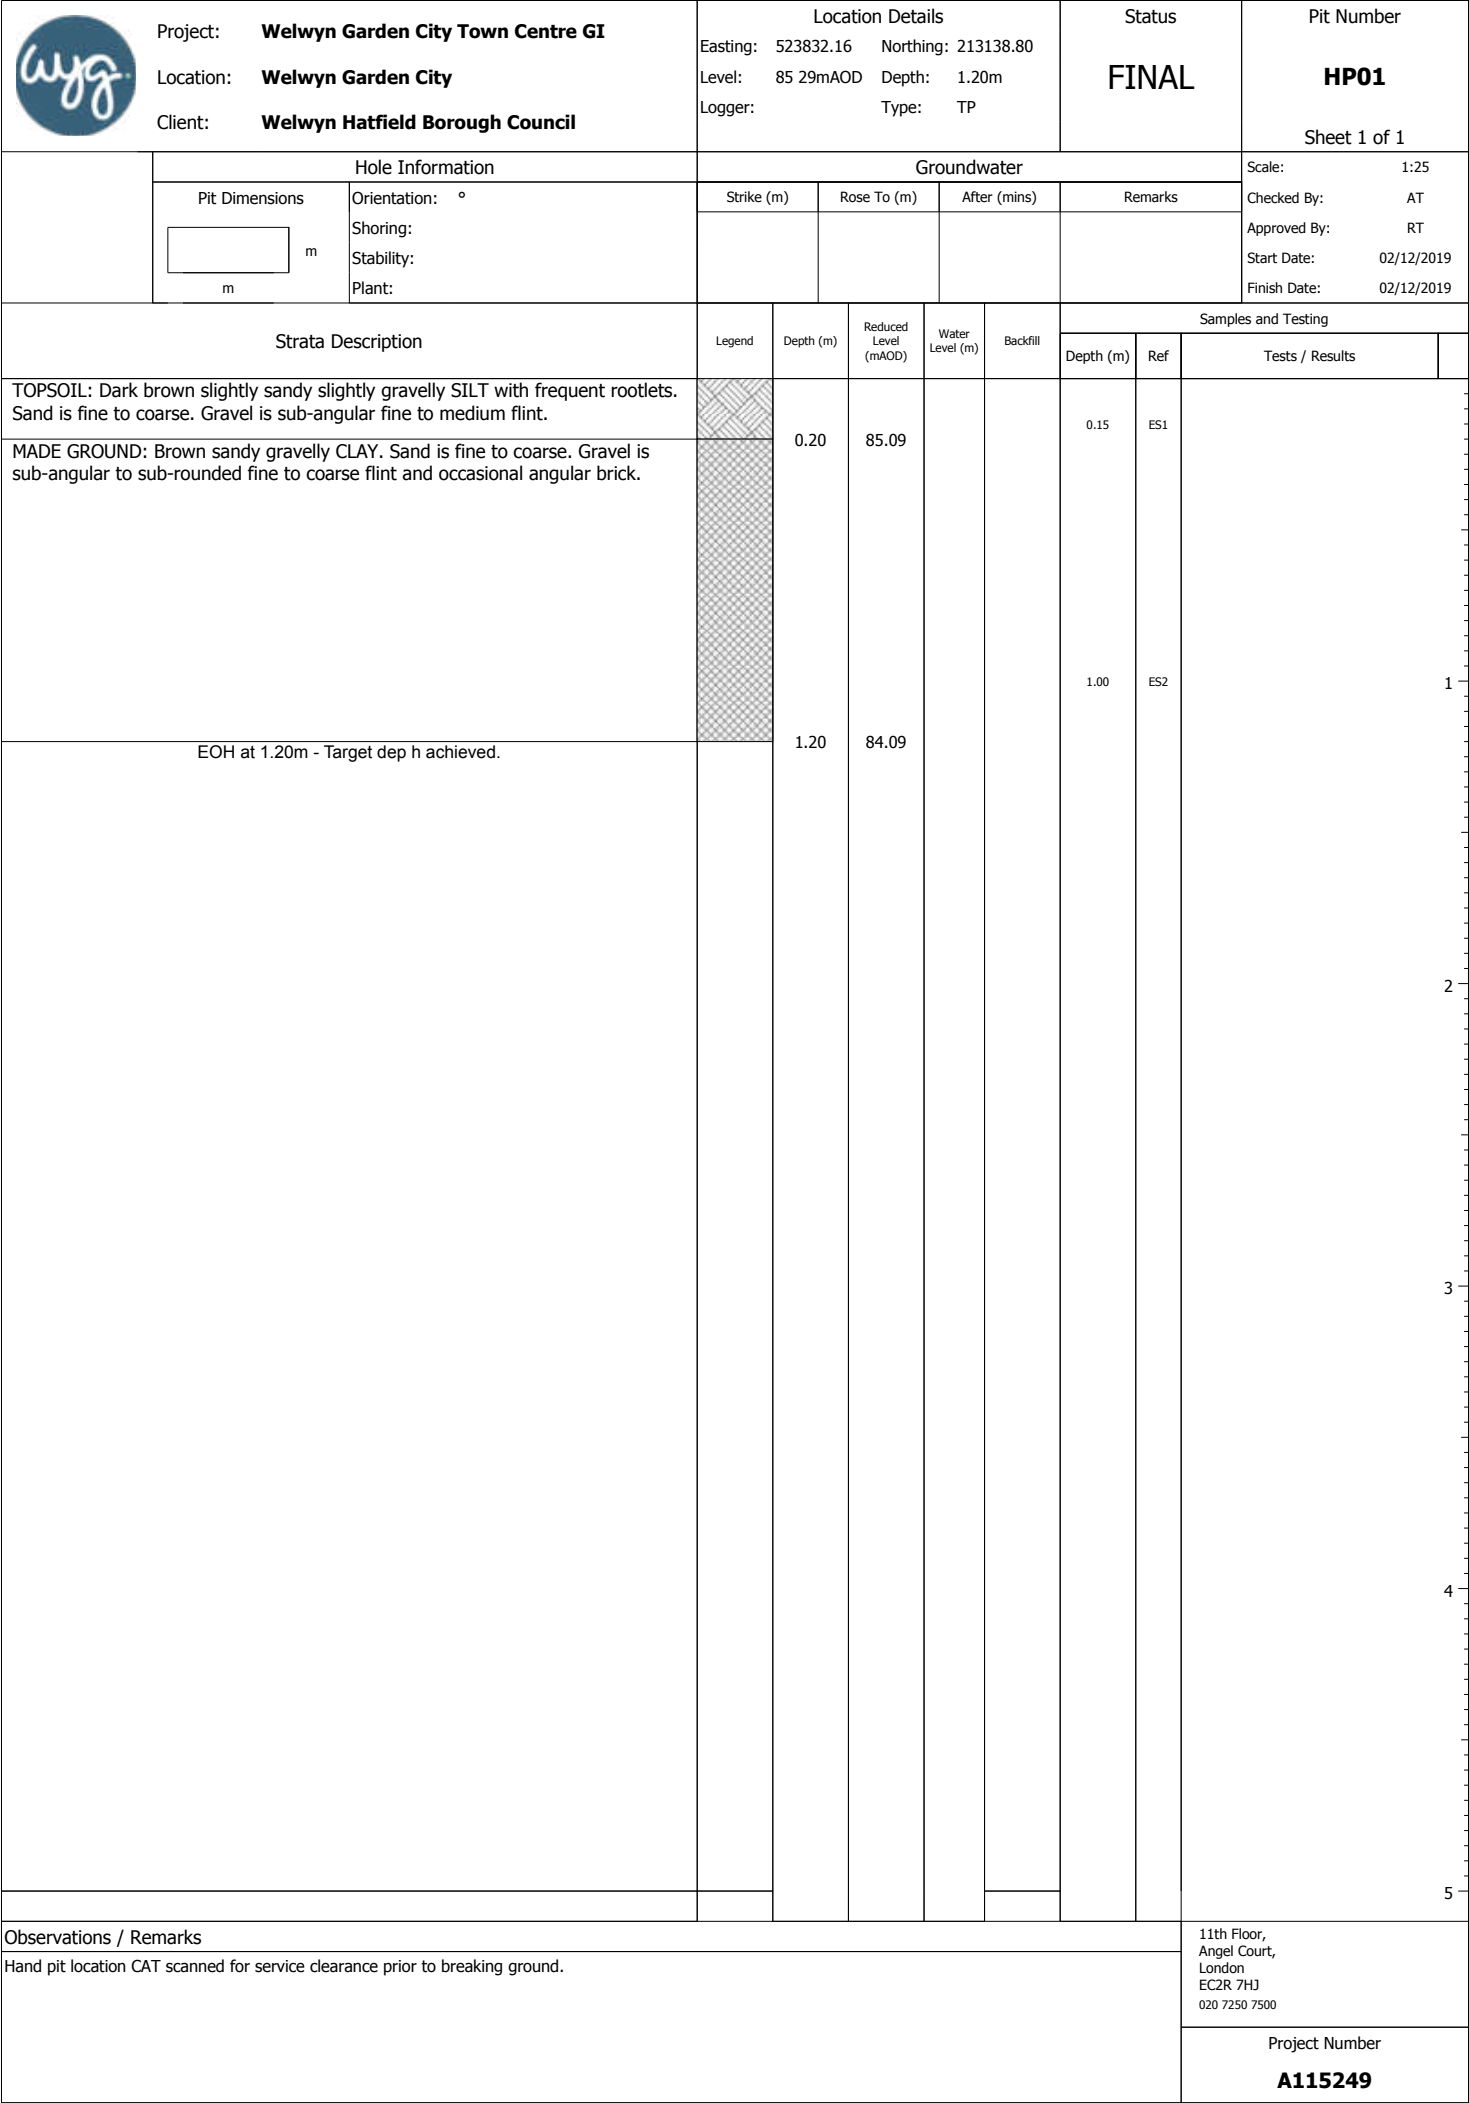 wyg.
Project: Welwyn Garden City Town Centre GI
Location: Welwyn Garden City
Client: Welwyn Hatfield Borough Council
Location Details
Easting: 523832.16 Northing: 213138.80
Level: 85 29mAOD Depth: 1.20m
Logger: Type: TP
Status
FINAL
Pit Number
HP01
Sheet 1 of 1
Hole Information
Pit Dimensions
m
m
Orientation: °
Shoring:
Stability:
Plant:
Groundwater
Strike (m) Rose To (m) After (mins) Remarks
Scale: 1:25
Checked By: AT
Approved By: RT
Start Date: 02/12/2019
Finish Date: 02/12/2019
Strata Description
Legend
Depth (m)
Reduced
Level
(mAOD)
Water
Level (m)
Backfill
Samples and Testing
Depth (m) Ref Tests / Results
TOPSOIL: Dark brown slightly sandy slightly gravelly SILT with frequent rootlets.
Sand is fine to coarse. Gravel is sub-angular fine to medium flint.
0.15 ES1
0.20 85.09
MADE GROUND: Brown sandy gravelly CLAY. Sand is fine to coarse. Gravel is
sub-angular to sub-rounded fine to coarse flint and occasional angular brick.
1.00 ES2
1
1.20 84.09
EOH at 1.20m - Target dep h achieved.
2
3
4
5
Observations / Remarks
Hand pit location CAT scanned for service clearance prior to breaking ground.
11th Floor,
Angel Court,
London
EC2R 7HJ
020 7250 7500
Project Number
A115249